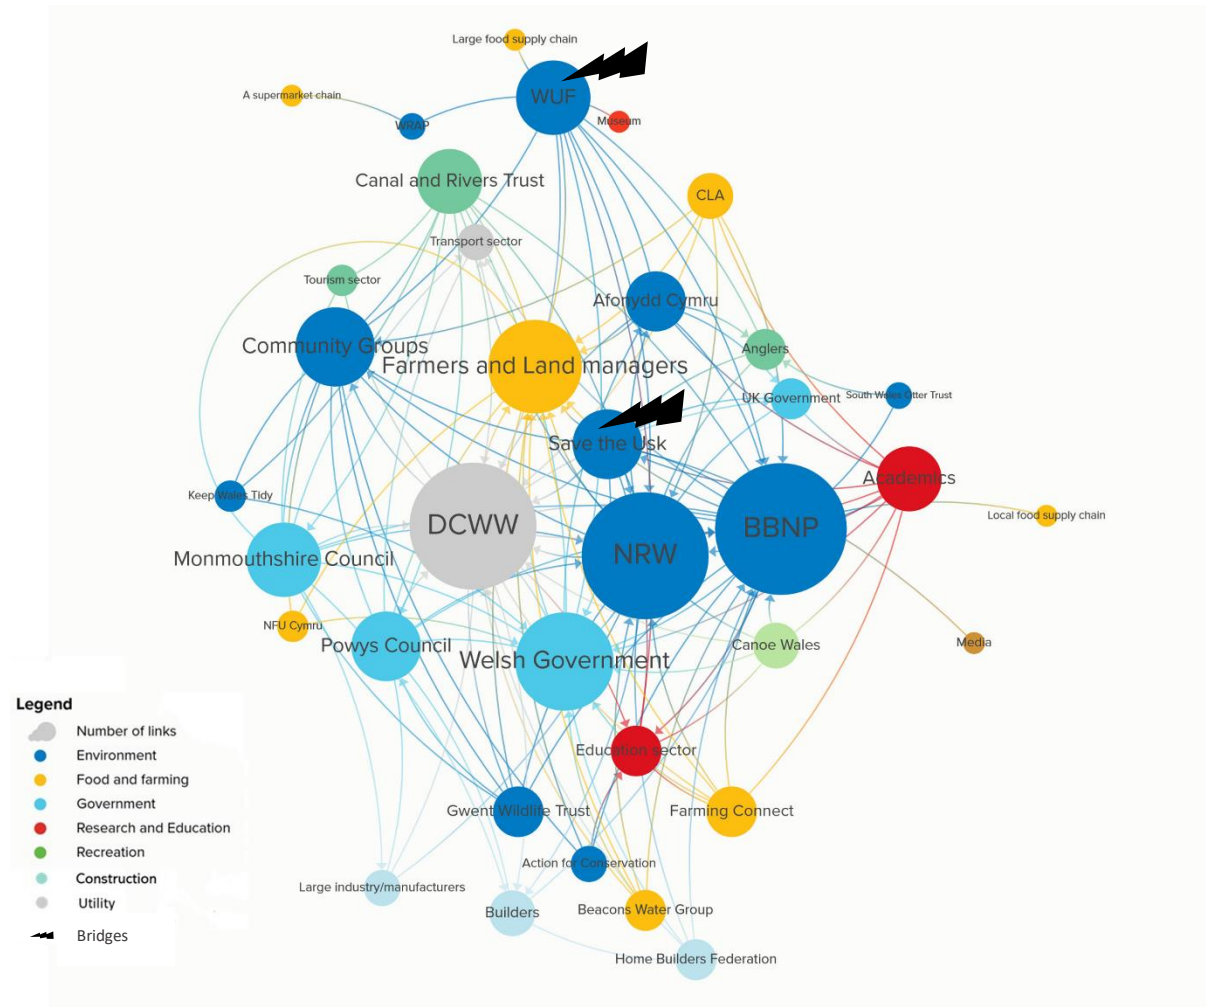 Large food supply chain
WUF
A supermarket chain
WRAP
Museum
Canal and Rivers Trust
CLA
Transport sector
Tourism sector
Afonydd Cymru
Community Groups
Anglers
Farmers and Land managers
UK Government
South Wales Otter Trust
Save the Usk
Academics
Keep Wales Tidy
Local food supply chain
DCWW
BBNP
NRW
Monmouthshire Council
NFU Cymru
Powys Council
Canoe Wales
Media
Welsh Government
Education sector
Gwent Wildlife Trust
Farming Connect
Action for Conservation
Large industry/manufacturers
Builders
Beacons Water Group
Home Builders Federation
Legend
Number of links
Environment
Food and farming
Government
Research and Education
Recreation
Construction
Utility
Bridges